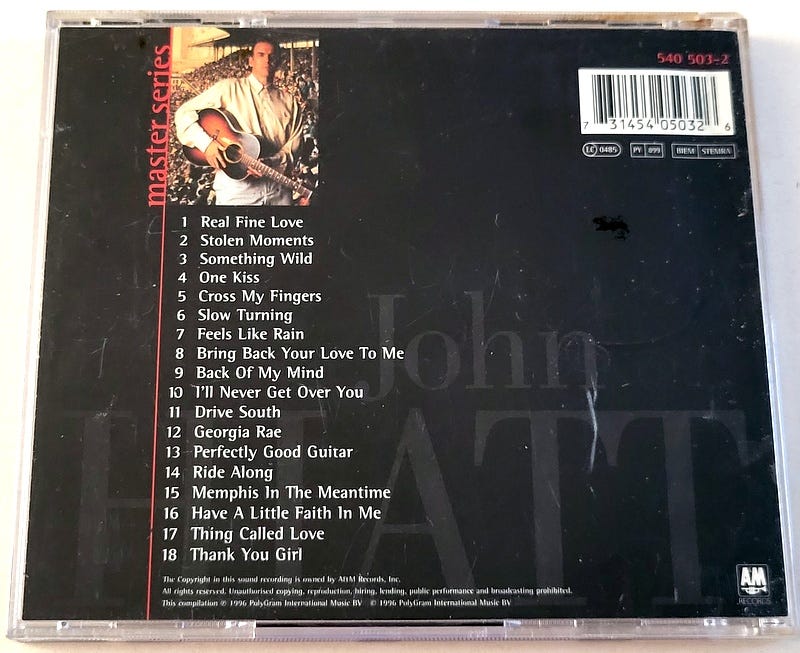 master series
540 503-2
7 31454 05032 6
LC 0485 PY 899 BIEM STEMRA
John
HIATT
1 Real Fine Love
2 Stolen Moments
3 Something Wild
4 One Kiss
5 Cross My Fingers
6 Slow Turning
7 Feels Like Rain
8 Bring Back Your Love To Me
9 Back Of My Mind
10 I'll Never Get Over You
11 Drive South
12 Georgia Rae
13 Perfectly Good Guitar
14 Ride Along
15 Memphis In The Meantime
16 Have A Little Faith In Me
17 Thing Called Love
18 Thank You Girl
The Copyright in this sound recording is owned by A&M Records, Inc.
All rights reserved. Unauthorised copying, reproduction, hiring, lending, public performance and broadcasting prohibited.
This compilation ℗ 1996 PolyGram International Music BV © 1996 PolyGram International Music BV
AM
RECORDS